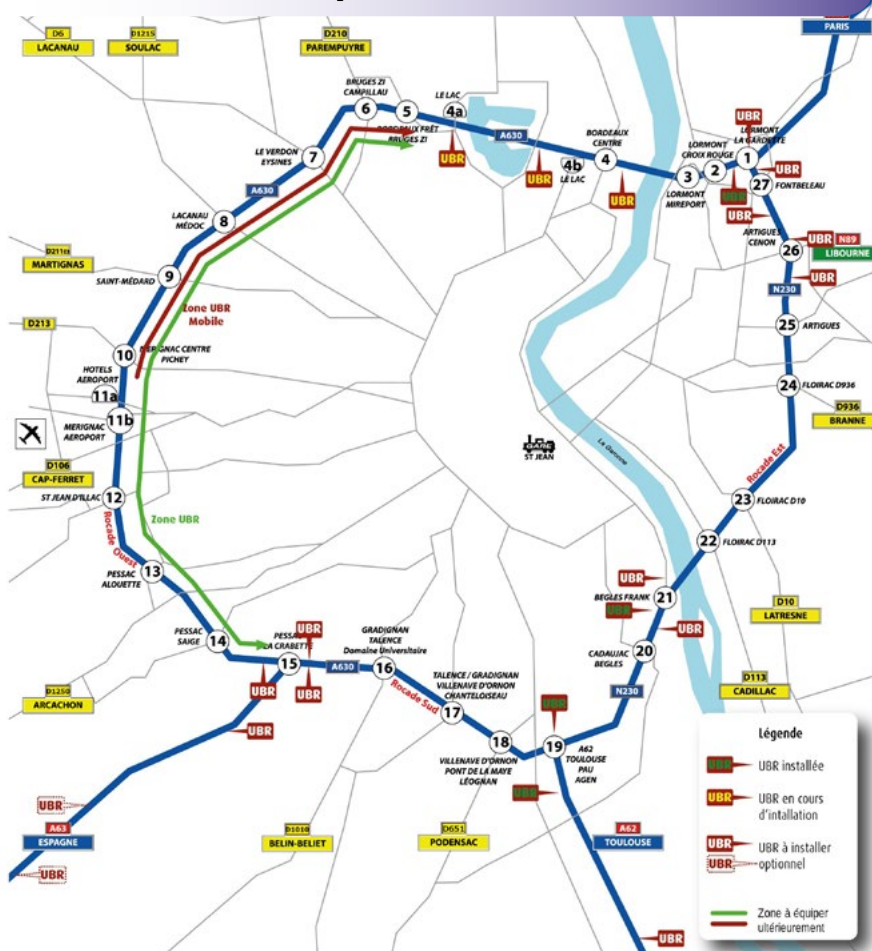 D6
LACANAU
D1215
SOULAC
D210
PAREMPUYRE
PARIS
BRUGES ZI
CAMPILLAU
6
5
BORDEAUX FRÊT
BRUGES ZI
LE LAC
4a
A630
UBR
UBR
BORDEAUX
CENTRE
4
4b
LE LAC
UBR
3
LORMONT
MIREPORT
LORMONT
CROIX ROUGE
2
UBR
UBR
LORMONT
LA GARDETTE
1
UBR
27
FONTBELEAU
UBR
ARTIGUES
CENON
26
UBR
N89
LIBOURNE
UBR
N230
25
ARTIGUES
24
FLOIRAC D936
D936
BRANNE
LE VERDON
EYSINES
7
A630
LACANAU
MÉDOC
8
D211E1
MARTIGNAS
SAINT-MÉDARD
9
Zone UBR
Mobile
D213
10
MERIGNAC CENTRE
PICHEY
HOTELS
AEROPORT
11a
11b
MERIGNAC
AEROPORT
D106
CAP-FERRET
ST JEAN D'ILLAC
12
Zone UBR
Rocade Ouest
13
PESSAC
ALOUETTE
GARE
ST JEAN
La Garonne
Rocade Est
23
FLOIRAC D10
22
FLOIRAC D113
UBR
21
BEGLES FRANK
UBR
UBR
20
CADAUJAC
BEGLES
N230
D10
LATRESNE
D113
CADILLAC
PESSAC
SAIGE
14
PESSAC
LA CRABETTE
UBR
15
UBR
UBR
A630
GRADIGNAN
TALENCE
Domaine Universitaire
16
Rocade Sud
TALENCE / GRADIGNAN
VILLENAVE D'ORNON
CHANTELOISEAU
17
18
VILLENAVE D'ORNON
PONT DE LA MAYE
LÉOGNAN
UBR
19
A62
TOULOUSE
PAU
AGEN
UBR
D1250
ARCACHON
UBR
UBR
A63
ESPAGNE
UBR
D1010
BELIN-BELIET
D651
PODENSAC
A62
TOULOUSE
UBR
Légende
UBR
UBR installée
UBR
UBR en cours
d'intallation
UBR
UBR à installer
UBR
optionnel
Zone à équiper
ultérieurement